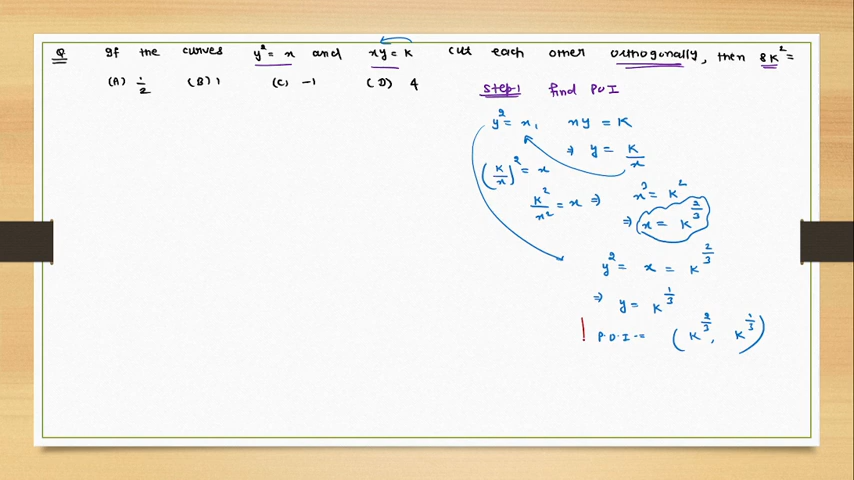 Q If the curves y² = x and xy = K cut each other orthogonally, then 8K² =
(A) 1/2 (B) 1 (C) -1 (D) 4
Step-1 find P O I
y² = x, xy = K
⇒ y = K/x
(K/x)² = x
K²/x² = x ⇒ x³ = K²
⇒ x = K^(2/3)
y² = x = K^(2/3)
⇒ y = K^(1/3)
P.O.I = (K^(2/3), K^(1/3))